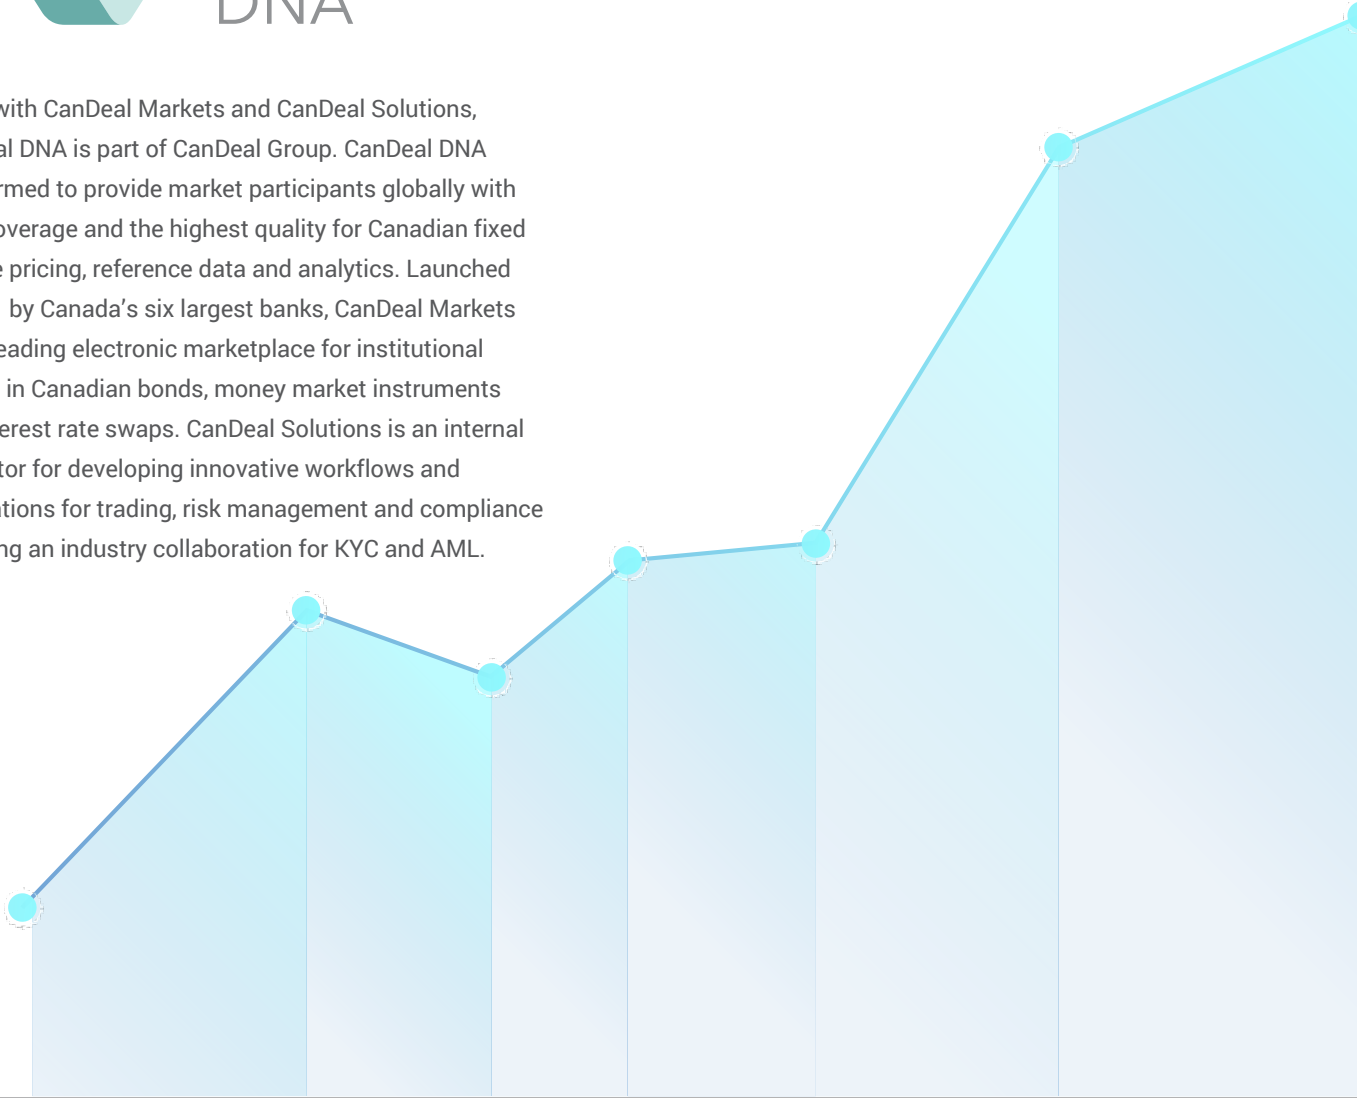 DNA
with CanDeal Markets and CanDeal Solutions,
al DNA is part of CanDeal Group. CanDeal DNA
rmed to provide market participants globally with
overage and the highest quality for Canadian fixed
e pricing, reference data and analytics. Launched
by Canada’s six largest banks, CanDeal Markets
eading electronic marketplace for institutional
in Canadian bonds, money market instruments
erest rate swaps. CanDeal Solutions is an internal
tor for developing innovative workflows and
ations for trading, risk management and compliance
ng an industry collaboration for KYC and AML.